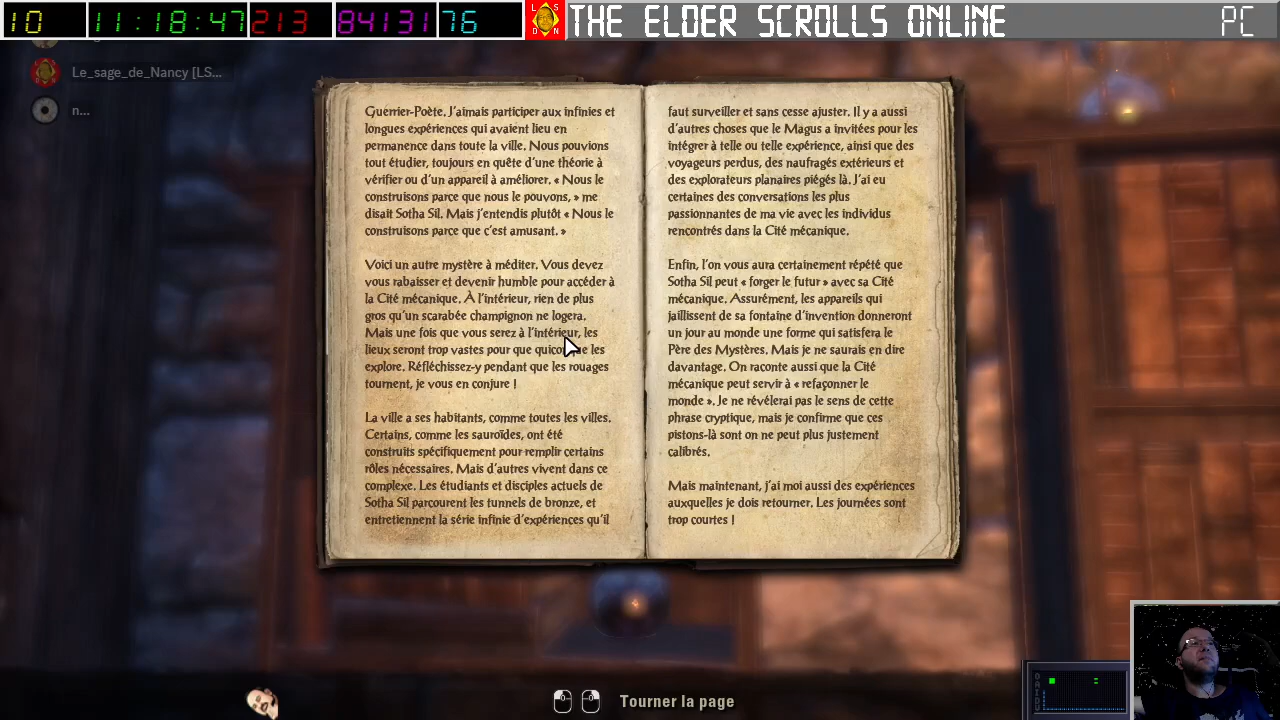 10
11:18:47
213
84131
76
THE ELDER SCROLLS ONLINE
PC
Le_sage_de_Nancy [LS...
n...
Guerrier-Poète. J'aimais participer aux infinies et
longues expériences qui avaient lieu en
permanence dans toute la ville. Nous pouvions
tout étudier, toujours en quête d'une théorie à
vérifier ou d'un appareil à améliorer. « Nous le
construisons parce que nous le pouvons, » me
disait Sotha Sil. Mais j'entendis plutôt « Nous le
construisons parce que c'est amusant. »
Voici un autre mystère à méditer. Vous devez
vous rabaisser et devenir humble pour accéder à
la Cité mécanique. À l'intérieur, rien de plus
gros qu'un scarabée champignon ne logera.
Mais une fois que vous serez à l'intérieur, les
lieux seront trop vastes pour que les
explore. Réfléchissez-y pendant que les rouages
tournent, je vous en conjure !
La ville a ses habitants, comme toutes les villes.
Certains, comme les sauroïdes, ont été
construits spécifiquement pour remplir certains
rôles nécessaires. Mais d'autres vivent dans ce
complexe. Les étudiants et disciples actuels de
Sotha Sil parcourent les tunnels de bronze, et
entretiennent la série infinie d'expériences qu'il
faut surveiller et sans cesse ajuster. Il y a aussi
d'autres choses que le Magus a invitées pour les
intégrer à telle ou telle expérience, ainsi que des
voyageurs perdus, des naufragés extérieurs et
des explorateurs planaires piégés là. J'ai eu
certaines des conversations les plus
passionnantes de ma vie avec les individus
rencontrés dans la Cité mécanique.
Enfin, l'on vous aura certainement répété que
Sotha Sil peut « forger le futur » avec sa Cité
mécanique. Assurément, les appareils qui
jaillissent de sa fontaine d'invention donneront
un jour au monde une forme qui satisfera le
Père des Mystères. Mais je ne saurais en dire
davantage. On raconte aussi que la Cité
mécanique peut servir à « refaçonner le
monde ». Je ne révélerai pas le sens de cette
phrase cryptique, mais je confirme que ces
pistons-là sont on ne peut plus justement
calibrés.
Mais maintenant, j'ai moi aussi des expériences
auxquelles je dois retourner. Les journées sont
trop courtes !
Tourner la page